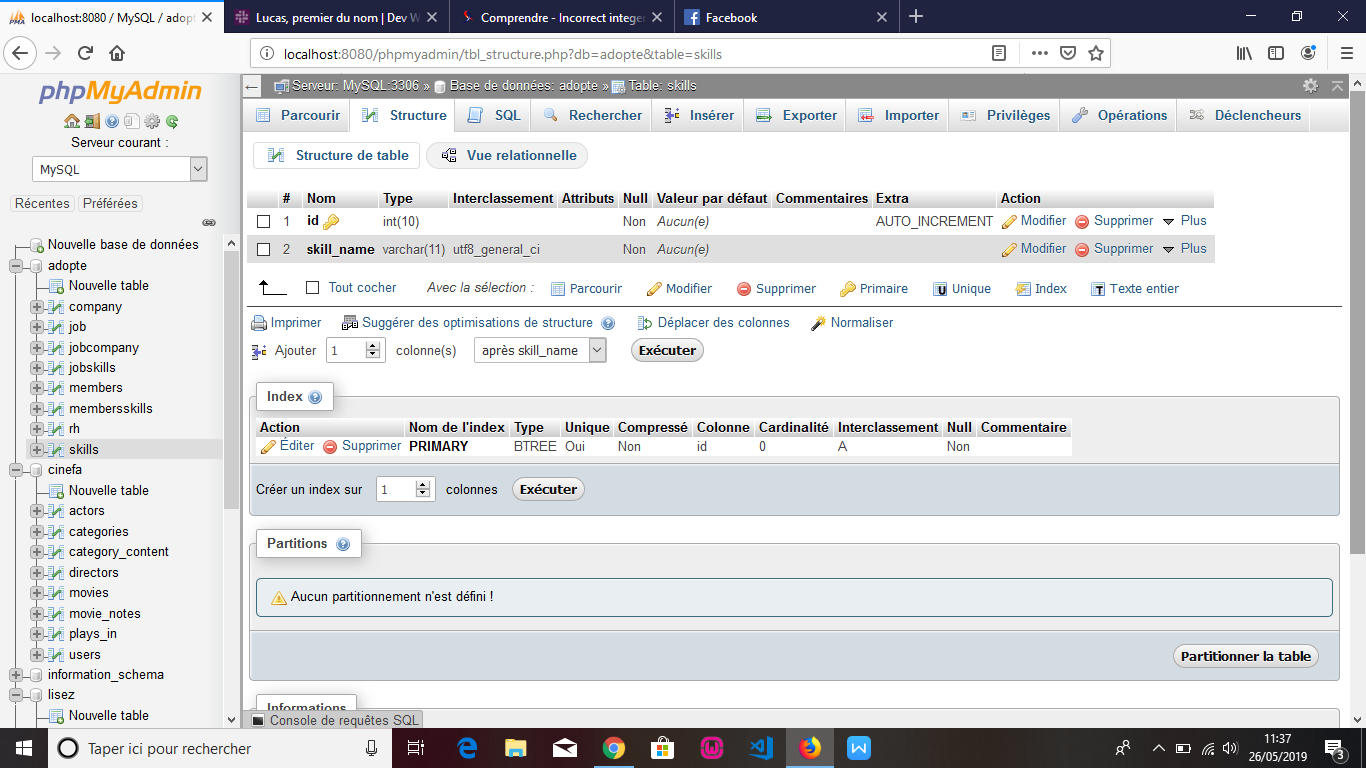 localhost:8080 / MySQL / adopt
Lucas, premier du nom | Dev W
Comprendre - Incorrect intege
Facebook
localhost:8080/phpmyadmin/tbl_structure.php?db=adopte&table=skills
phpMyAdmin
Serveur courant :
MySQL
Récentes Préférées
Nouvelle base de données
adopte
Nouvelle table
company
job
jobcompany
jobskills
members
membersskills
rh
skills
cinefa
Nouvelle table
actors
categories
category_content
directors
movies
movie_notes
plays_in
users
information_schema
lisez
Nouvelle table
Serveur: MySQL:3306 » Base de données: adopte » Table: skills
Parcourir Structure SQL Rechercher Insérer Exporter Importer Privilèges Opérations Déclencheurs
Structure de table Vue relationnelle
# Nom Type Interclassement Attributs Null Valeur par défaut Commentaires Extra Action
1 id int(10) Non Aucun(e) AUTO_INCREMENT Modifier Supprimer Plus
2 skill_name varchar(11) utf8_general_ci Non Aucun(e) Modifier Supprimer Plus
Tout cocher Avec la sélection : Parcourir Modifier Supprimer Primaire Unique Index Texte entier
Imprimer Suggérer des optimisations de structure Déplacer des colonnes Normaliser
Ajouter 1 colonne(s) après skill_name Exécuter
Index
Action Nom de l'index Type Unique Compressé Colonne Cardinalité Interclassement Null Commentaire
Éditer Supprimer PRIMARY BTREE Oui Non id 0 A Non
Créer un index sur 1 colonnes Exécuter
Partitions
Aucun partitionnement n'est défini !
Partitionner la table
Informations
Console de requêtes SQL
Taper ici pour rechercher
11:37
26/05/2019
3